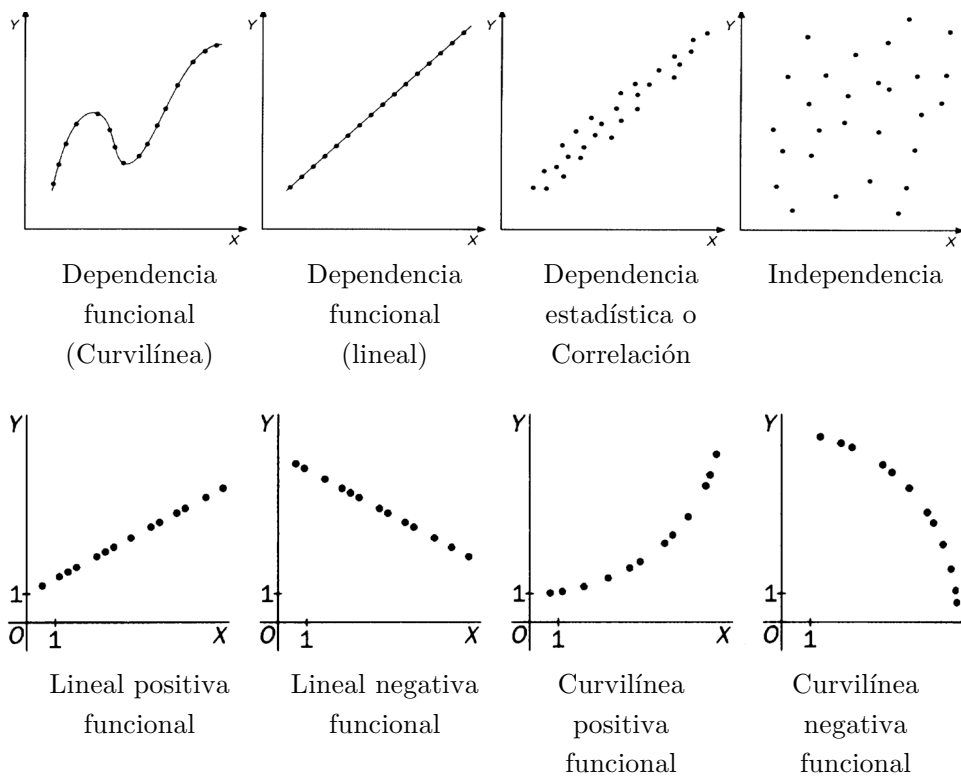 Y
X
Dependencia
funcional
(Curvilínea)
Y
X
Dependencia
funcional
(lineal)
Y
X
Dependencia
estadística o
Correlación
Y
X
Independencia
Y
1
O 1 X
Lineal positiva
funcional
Y
1
O 1 X
Lineal negativa
funcional
Y
1
O 1 X
Curvilínea
positiva
funcional
Y
1
O 1 X
Curvilínea
negativa
funcional